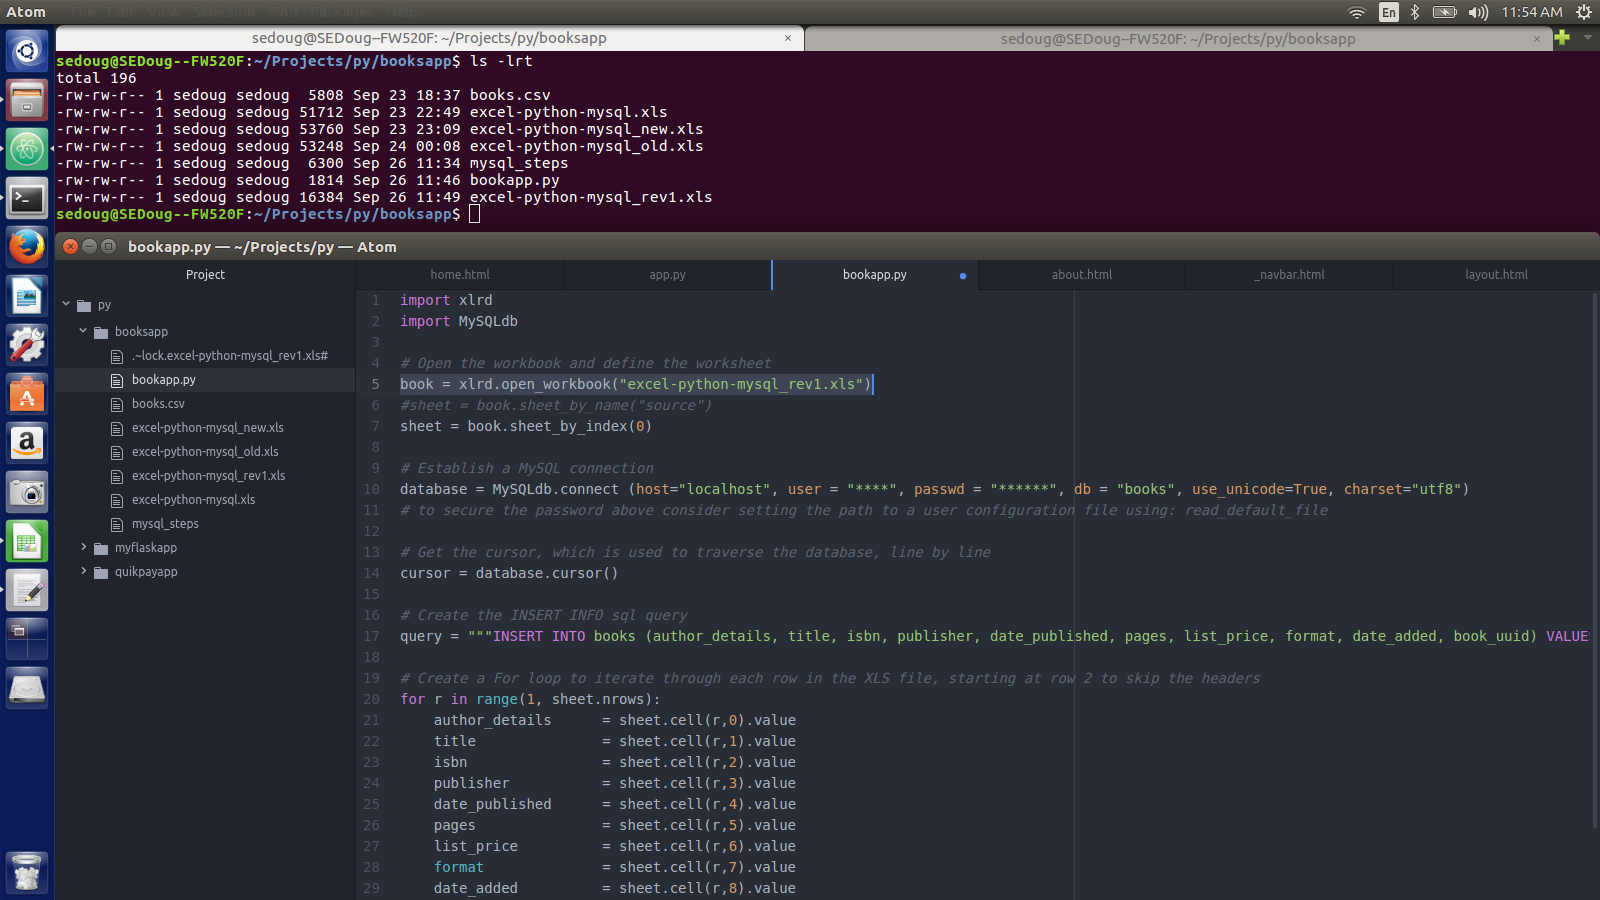 Atom File Edit View Selection Find Packages Help En 11:54 AM
sedoug@SEDoug--FW520F: ~/Projects/py/booksapp × sedoug@SEDoug--FW520F: ~/Projects/py/booksapp ×
sedoug@SEDoug--FW520F:~/Projects/py/booksapp$ ls -lrt
total 196
-rw-rw-r-- 1 sedoug sedoug  5808 Sep 23 18:37 books.csv
-rw-rw-r-- 1 sedoug sedoug 51712 Sep 23 22:49 excel-python-mysql.xls
-rw-rw-r-- 1 sedoug sedoug 53760 Sep 23 23:09 excel-python-mysql_new.xls
-rw-rw-r-- 1 sedoug sedoug 53248 Sep 24 00:08 excel-python-mysql_old.xls
-rw-rw-r-- 1 sedoug sedoug  6300 Sep 26 11:34 mysql_steps
-rw-rw-r-- 1 sedoug sedoug  1814 Sep 26 11:46 bookapp.py
-rw-rw-r-- 1 sedoug sedoug 16384 Sep 26 11:49 excel-python-mysql_rev1.xls
sedoug@SEDoug--FW520F:~/Projects/py/booksapp$
bookapp.py — ~/Projects/py — Atom
Project
py
booksapp
.~lock.excel-python-mysql_rev1.xls#
bookapp.py
books.csv
excel-python-mysql_new.xls
excel-python-mysql_old.xls
excel-python-mysql_rev1.xls
excel-python-mysql.xls
mysql_steps
myflaskapp
quikpayapp
home.html app.py bookapp.py about.html _navbar.html layout.html
1 import xlrd
2 import MySQLdb
3
4 # Open the workbook and define the worksheet
5 book = xlrd.open_workbook("excel-python-mysql_rev1.xls")
6 #sheet = book.sheet_by_name("source")
7 sheet = book.sheet_by_index(0)
8
9 # Establish a MySQL connection
10 database = MySQLdb.connect (host="localhost", user = "****", passwd = "******", db = "books", use_unicode=True, charset="utf8")
11 # to secure the password above consider setting the path to a user configuration file using: read_default_file
12
13 # Get the cursor, which is used to traverse the database, line by line
14 cursor = database.cursor()
15
16 # Create the INSERT INFO sql query
17 query = """INSERT INTO books (author_details, title, isbn, publisher, date_published, pages, list_price, format, date_added, book_uuid) VALUES
18
19 # Create a For loop to iterate through each row in the XLS file, starting at row 2 to skip the headers
20 for r in range(1, sheet.nrows):
21 author_details = sheet.cell(r,0).value
22 title = sheet.cell(r,1).value
23 isbn = sheet.cell(r,2).value
24 publisher = sheet.cell(r,3).value
25 date_published = sheet.cell(r,4).value
26 pages = sheet.cell(r,5).value
27 list_price = sheet.cell(r,6).value
28 format = sheet.cell(r,7).value
29 date_added = sheet.cell(r,8).value